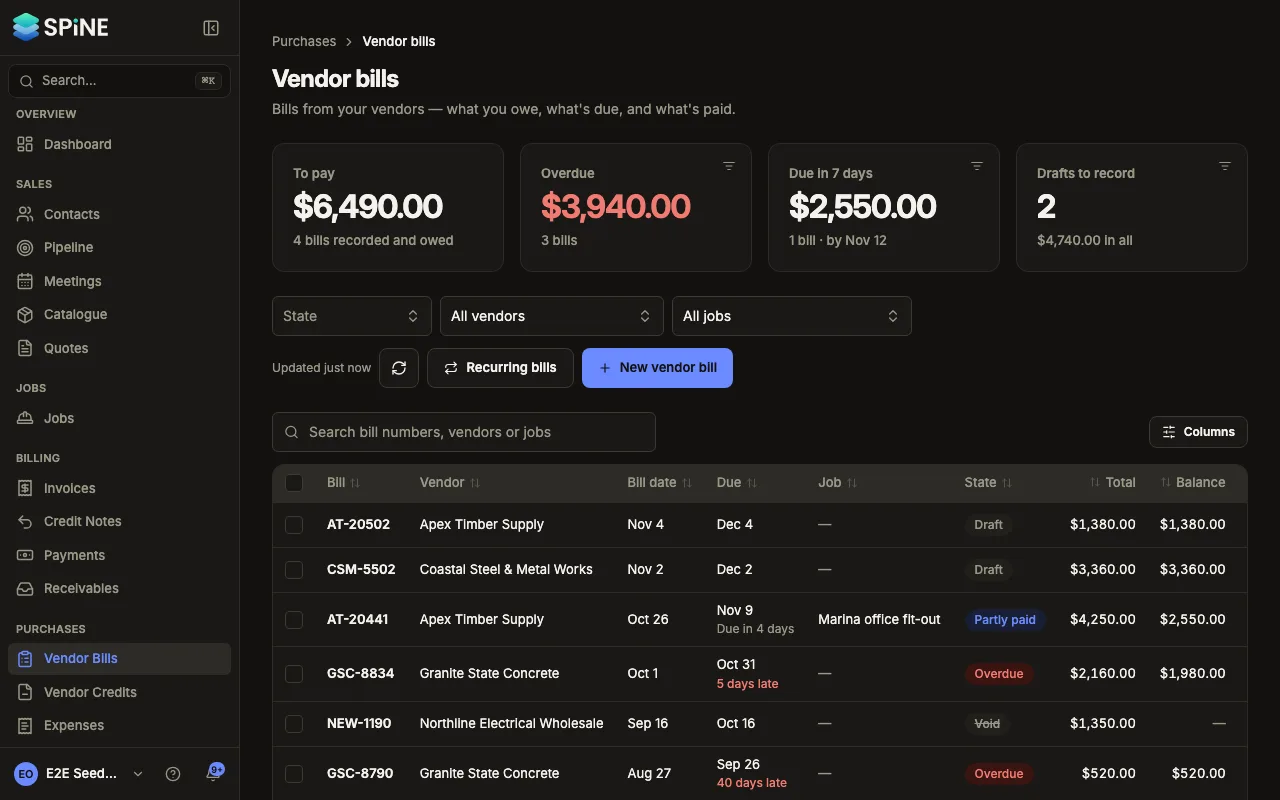 SPiNE
Search... ⌘K
OVERVIEW
Dashboard
SALES
Contacts
Pipeline
Meetings
Catalogue
Quotes
JOBS
Jobs
BILLING
Invoices
Credit Notes
Payments
Receivables
PURCHASES
Vendor Bills
Vendor Credits
Expenses
EO E2E Seed... 9+
Purchases > Vendor bills
Vendor bills
Bills from your vendors — what you owe, what's due, and what's paid.
To pay
$6,490.00
4 bills recorded and owed
Overdue
$3,940.00
3 bills
Due in 7 days
$2,550.00
1 bill · by Nov 12
Drafts to record
2
$4,740.00 in all
State All vendors All jobs
Updated just now Recurring bills + New vendor bill
Search bill numbers, vendors or jobs Columns
Bill Vendor Bill date Due Job State Total Balance
AT-20502 Apex Timber Supply Nov 4 Dec 4 — Draft $1,380.00 $1,380.00
CSM-5502 Coastal Steel & Metal Works Nov 2 Dec 2 — Draft $3,360.00 $3,360.00
AT-20441 Apex Timber Supply Oct 26 Nov 9 Marina office fit-out Partly paid $4,250.00 $2,550.00
Due in 4 days
GSC-8834 Granite State Concrete Oct 1 Oct 31 — Overdue $2,160.00 $1,980.00
5 days late
NEW-1190 Northline Electrical Wholesale Sep 16 Oct 16 — Void $1,350.00 —
GSC-8790 Granite State Concrete Aug 27 Sep 26 — Overdue $520.00 $520.00
40 days late